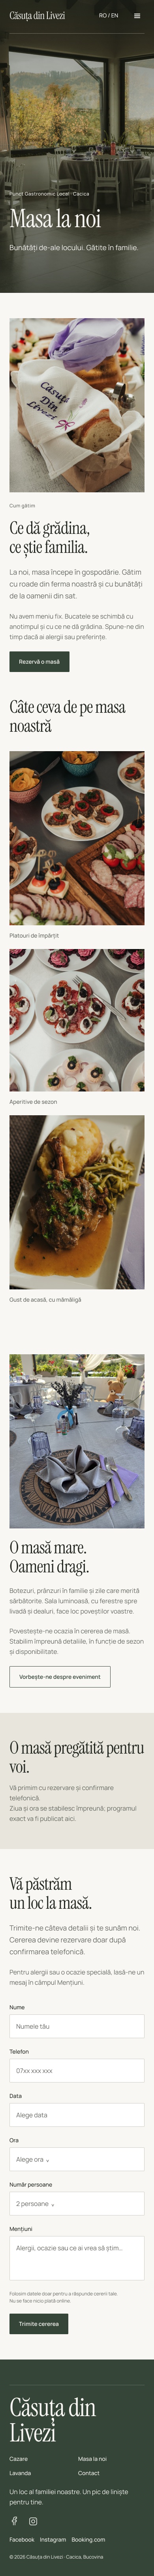 Căsuța din Livezi
RO / EN
Punct Gastronomic Local · Cacica
Masa la noi
Bunătăți de-ale locului. Gătite în familie.
Căsuța
Din
Livezi
Cum gătim
Ce dă grădina,
ce știe familia.
La noi, masa începe în gospodărie. Gătim
cu roade din ferma noastră și cu bunătăți
de la oamenii din sat.
Nu avem meniu fix. Bucatele se schimbă cu
anotimpul și cu ce ne dă grădina. Spune-ne din
timp dacă ai alergii sau preferințe.
Rezervă o masă
Câte ceva de pe masa
noastră
Platouri de împărțit
Aperitive de sezon
Gust de acasă, cu mămăligă
O masă mare.
Oameni dragi.
Botezuri, prânzuri în familie și zile care merită
sărbătorite. Sala luminoasă, cu ferestre spre
livadă și dealuri, face loc poveștilor voastre.
Povestește-ne ocazia în cererea de masă.
Stabilim împreună detaliile, în funcție de sezon
și disponibilitate.
Vorbește-ne despre eveniment
O masă pregătită pentru
voi.
Vă primim cu rezervare și confirmare
telefonică.
Ziua și ora se stabilesc împreună; programul
exact va fi publicat aici.
Vă păstrăm
un loc la masă.
Trimite-ne câteva detalii și te sunăm noi.
Cererea devine rezervare doar după
confirmarea telefonică.
Pentru alergii sau o ocazie specială, lasă-ne un
mesaj în câmpul Mențiuni.
Nume
Numele tău
Telefon
07xx xxx xxx
Data
Alege data
Ora
Alege ora
Număr persoane
2 persoane
Mențiuni
Alergii, ocazie sau ce ai vrea să știm…
Folosim datele doar pentru a răspunde cererii tale.
Nu se face nicio plată online.
Trimite cererea
Căsuța din
Livezi
Cazare
Masa la noi
Livada
Contact
Un loc al familiei noastre. Un pic de liniște
pentru tine.
Facebook Instagram Booking.com
© 2026 Căsuța din Livezi · Cacica, Bucovina